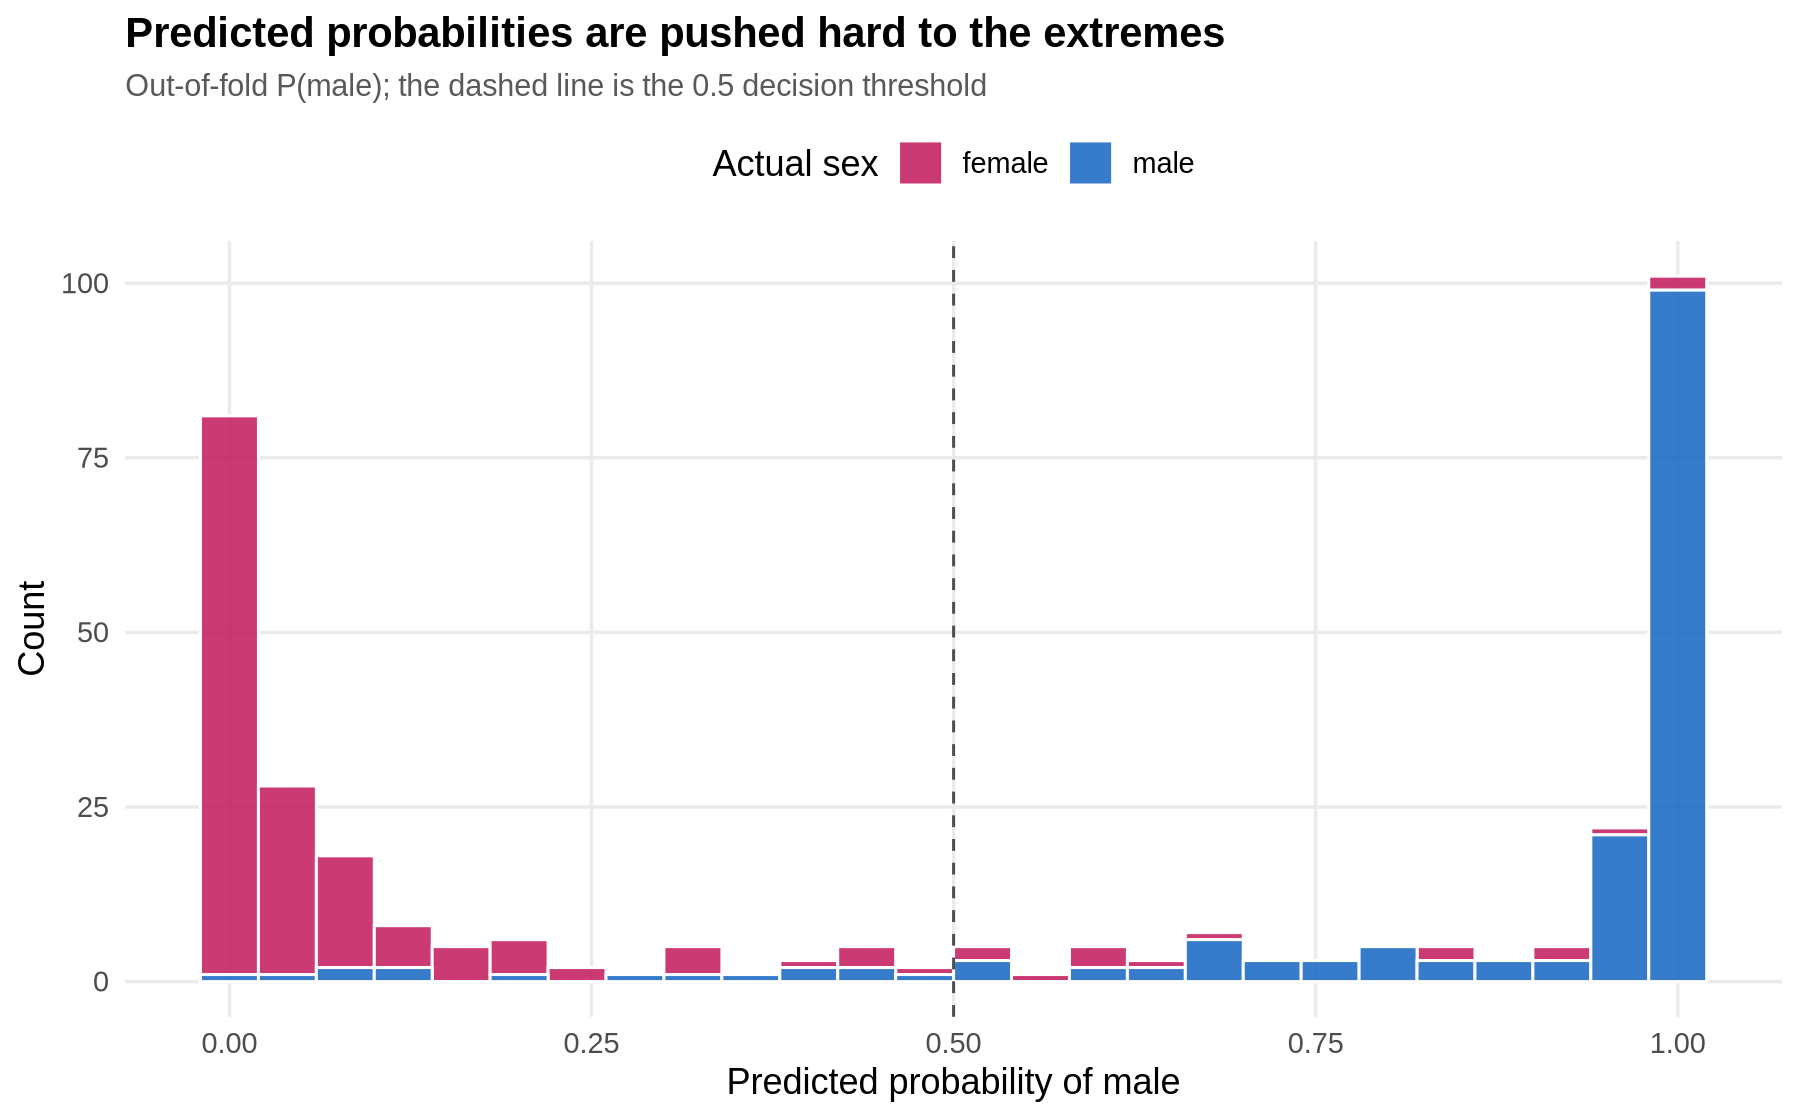 Predicted probabilities are pushed hard to the extremes
Out-of-fold P(male); the dashed line is the 0.5 decision threshold
Actual sex female male
100
75
50
25
0
Count
0.00 0.25 0.50 0.75 1.00
Predicted probability of male